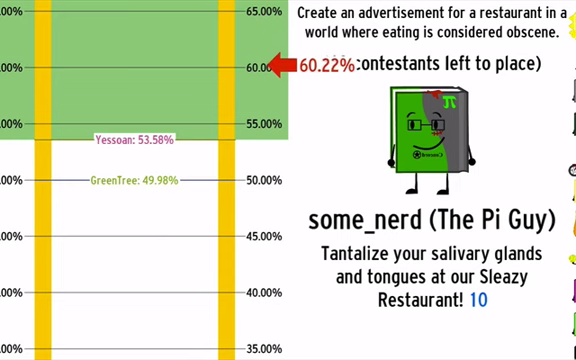 Create an advertisement for a restaurant in a
world where eating is considered obscene.
65.00%
60.22%
contestants left to place)
60.00
55.00%
Yessoan: 53.58%
GreenTree: 49.98%
50.00%
45.00%
40.00%
35.00%
π
some_nerd (The Pi Guy)
Tantalize your salivary glands
and tongues at our Sleazy
Restaurant! 10